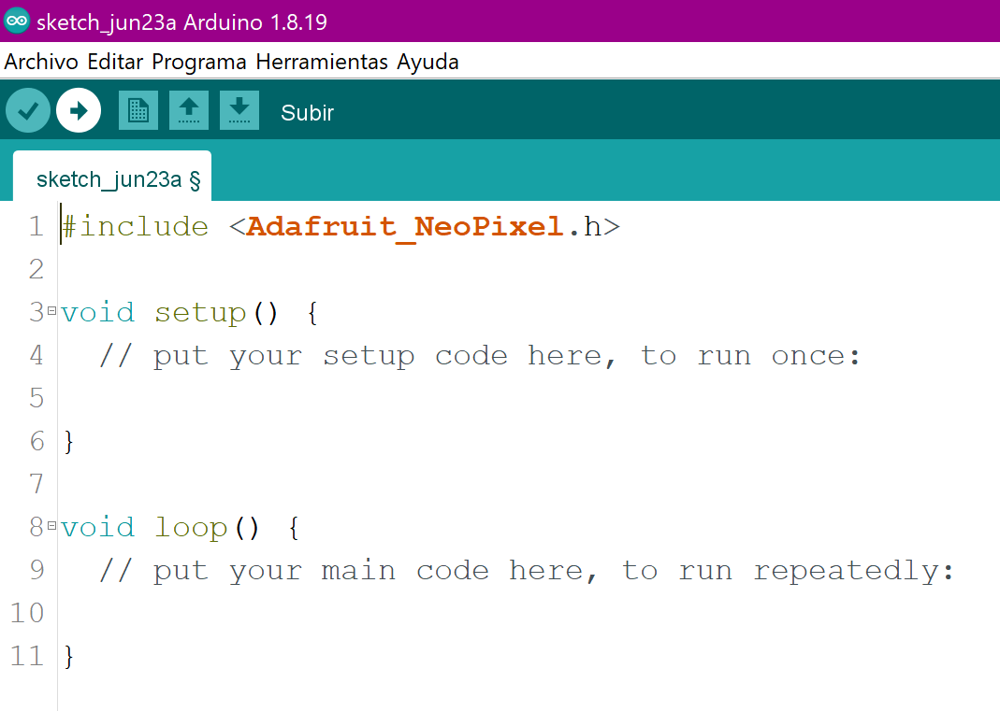 sketch_jun23a Arduino 1.8.19
Archivo Editar Programa Herramientas Ayuda
Subir
sketch_jun23a §
1 #include <Adafruit_NeoPixel.h>
2
3 void setup() {
4   // put your setup code here, to run once:
5
6 }
7
8 void loop() {
9   // put your main code here, to run repeatedly:
10
11 }